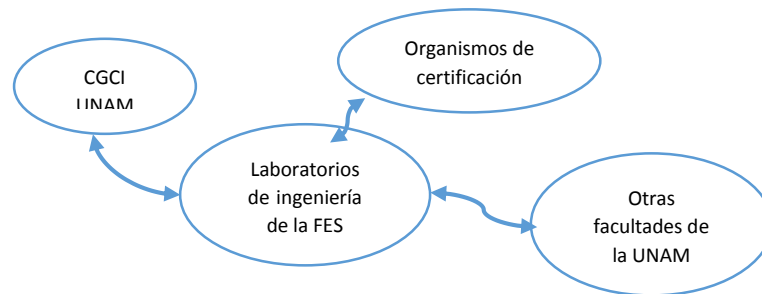 CGCI
UNAM
Organismos de
certificación
Laboratorios
de ingeniería
de la FES
Otras
facultades de
la UNAM